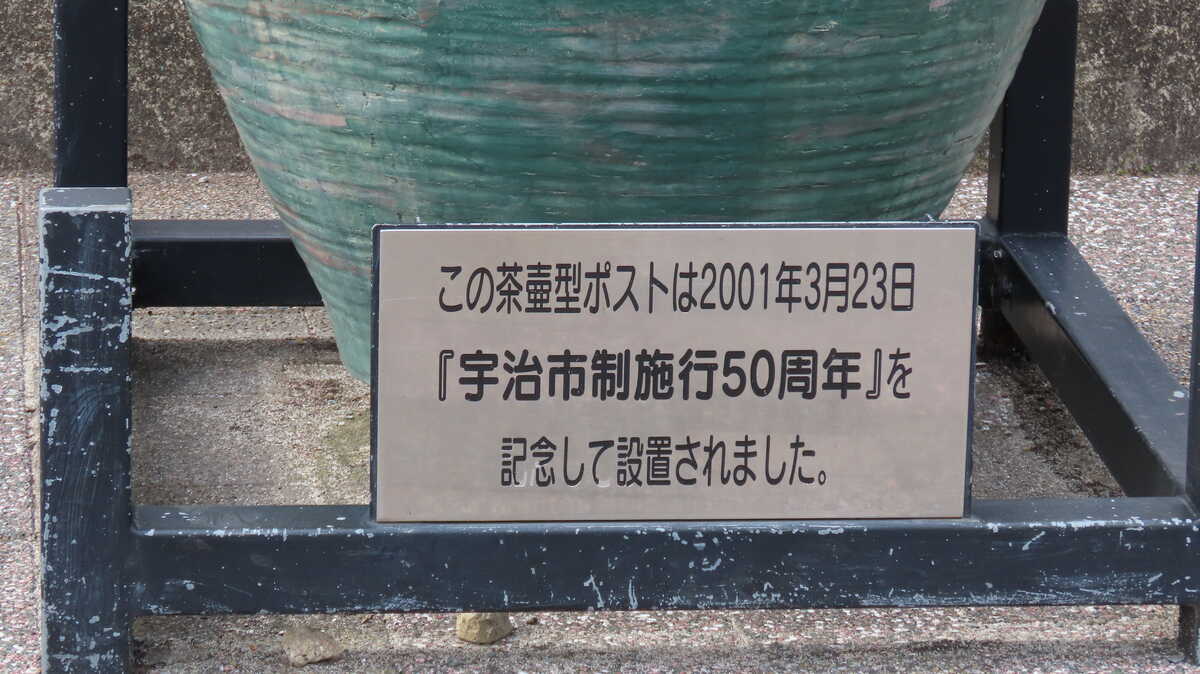 この茶壷型ポストは2001年3月23日
『宇治市制施行50周年』を
記念して設置されました。